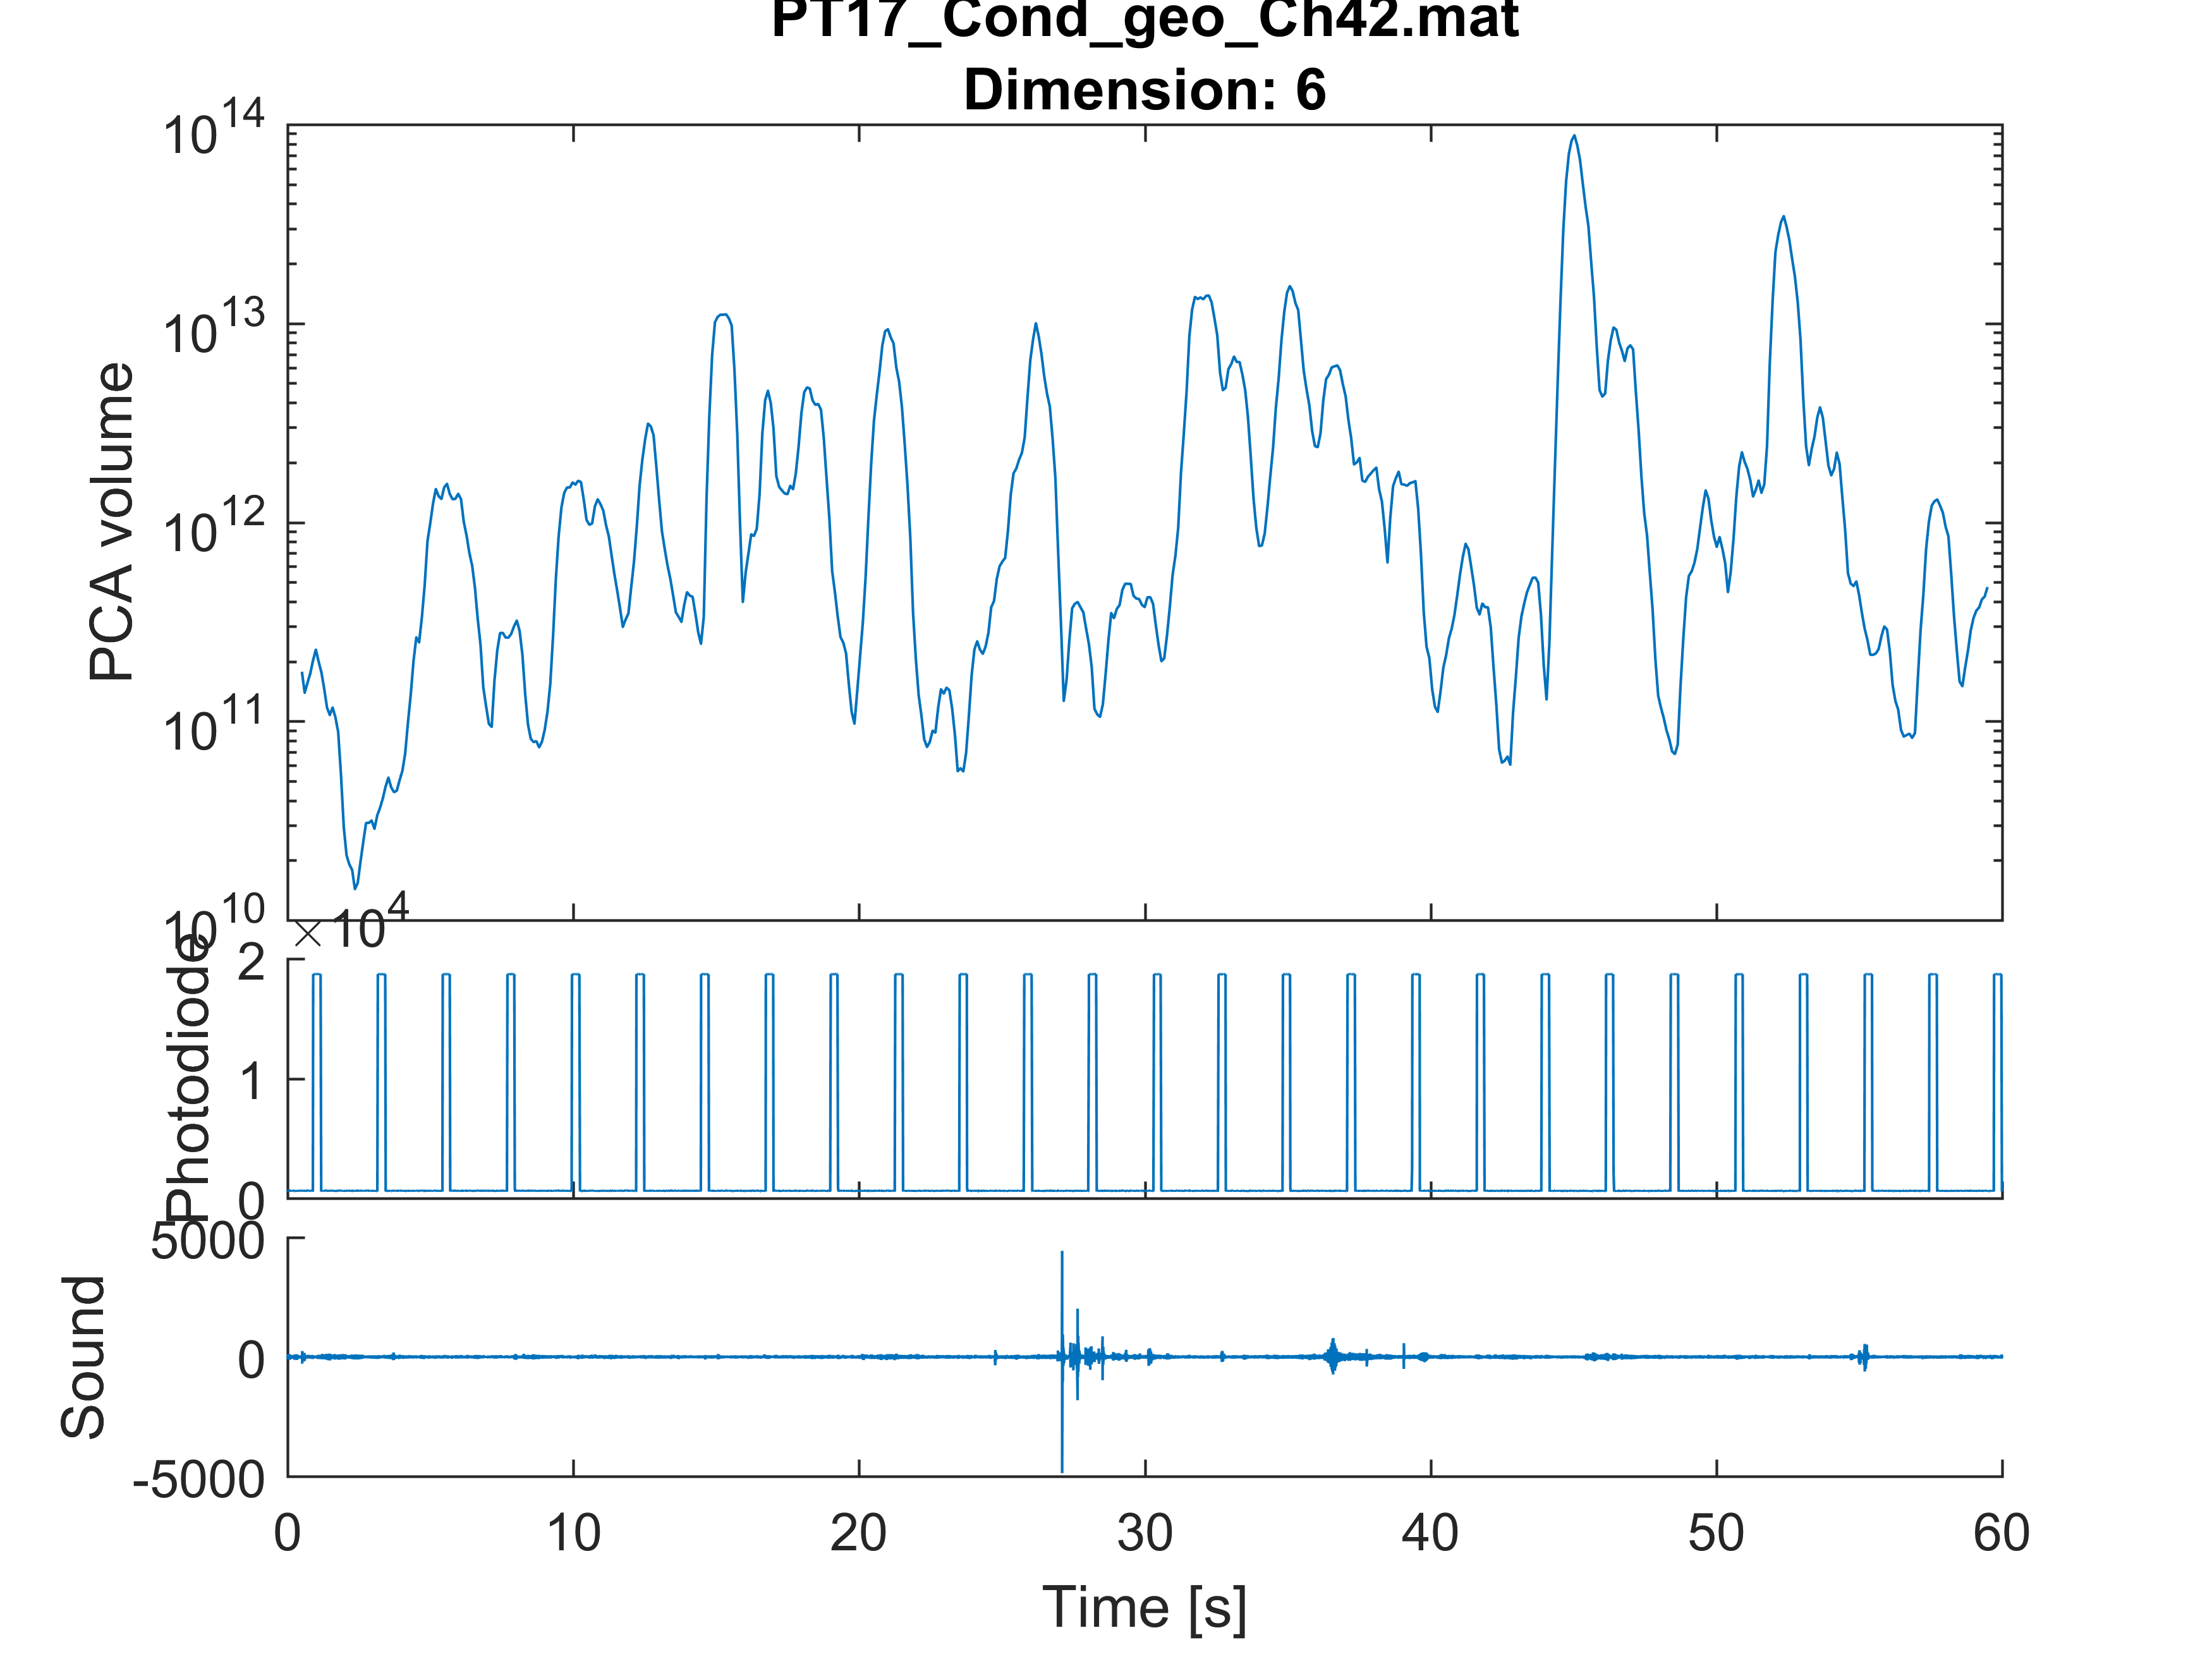 PT17_Cond_geo_Ch42.mat
Dimension: 6
PCA volume
10^14
10^13
10^12
10^11
10^10
× 10^4
Photodiode
2
1
0
Sound
5000
0
-5000
0 10 20 30 40 50 60
Time [s]